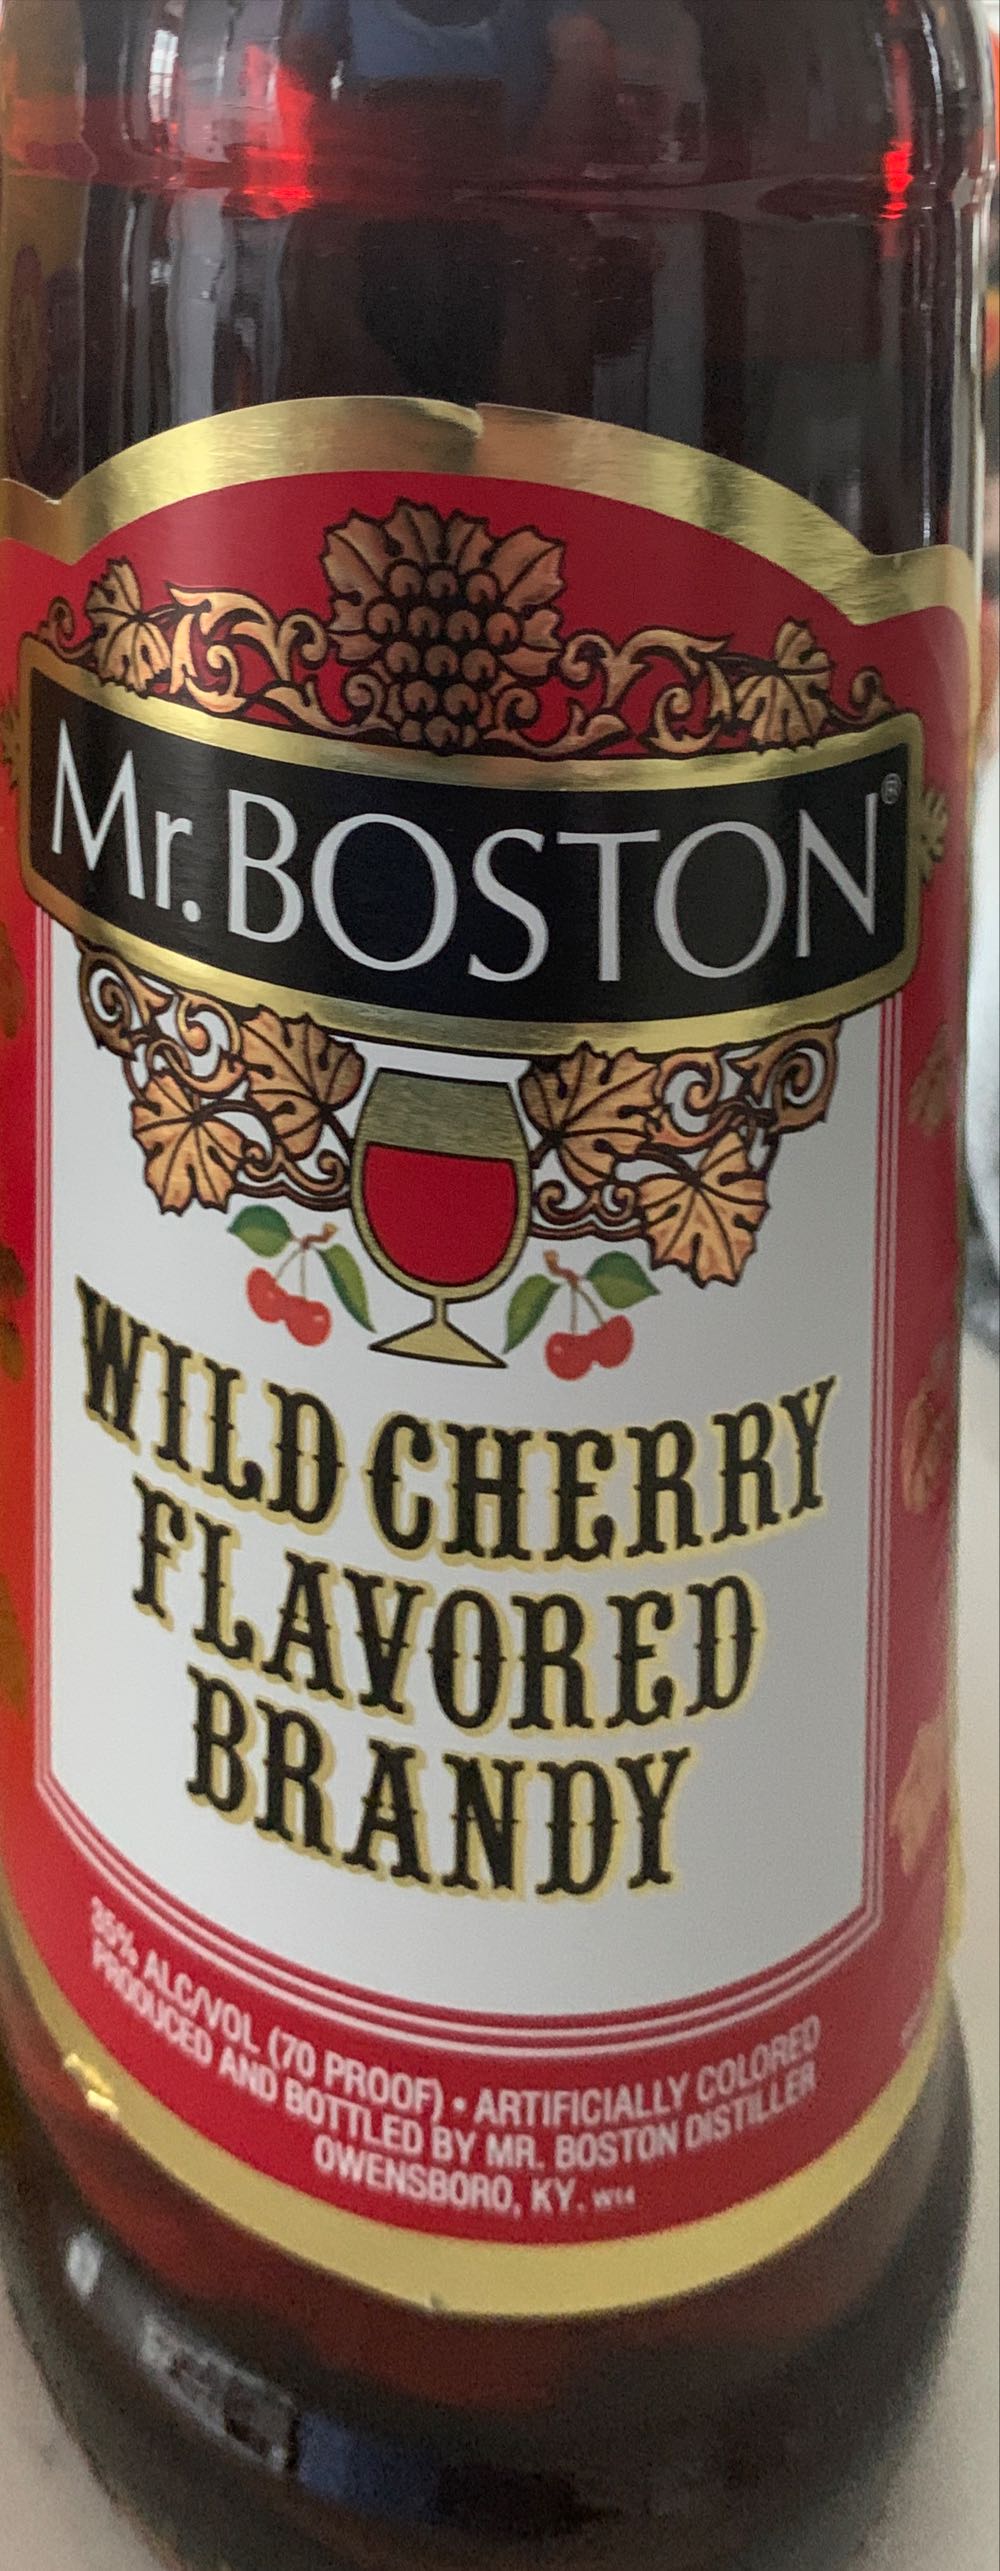 Mr. BOSTON®
WILD CHERRY
FLAVORED
BRANDY
35% ALC/VOL (70 PROOF) • ARTIFICIALLY COLORED
PRODUCED AND BOTTLED BY MR. BOSTON DISTILLER
OWENSBORO, KY. W14